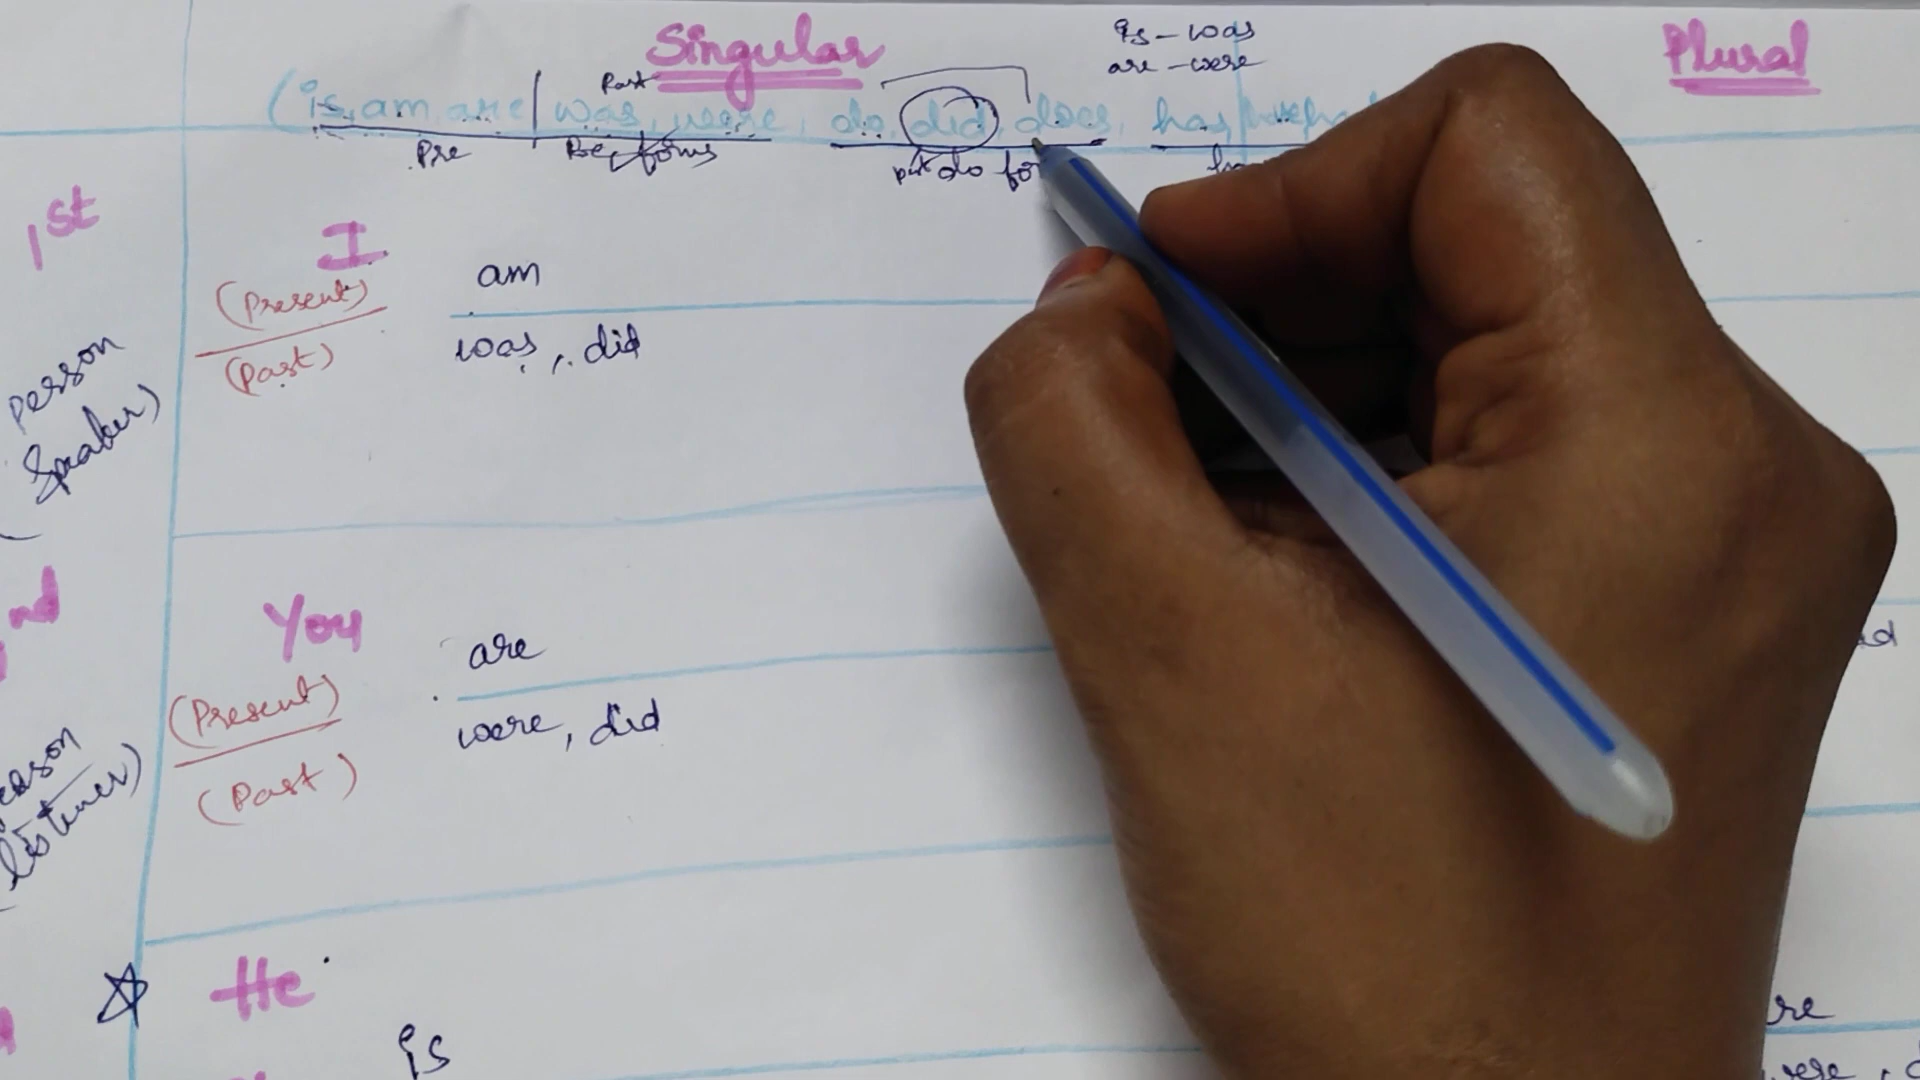 Singular
is - was
are - were
Plural
Past
(is, am, are | was, were, do, did, does, has
Pre Be forms past do
1st
I
am
(Present)
(Past)
was, did
person
Speaker)
nd
You
are
(Present)
were, did
(Past)
listener)
He
is